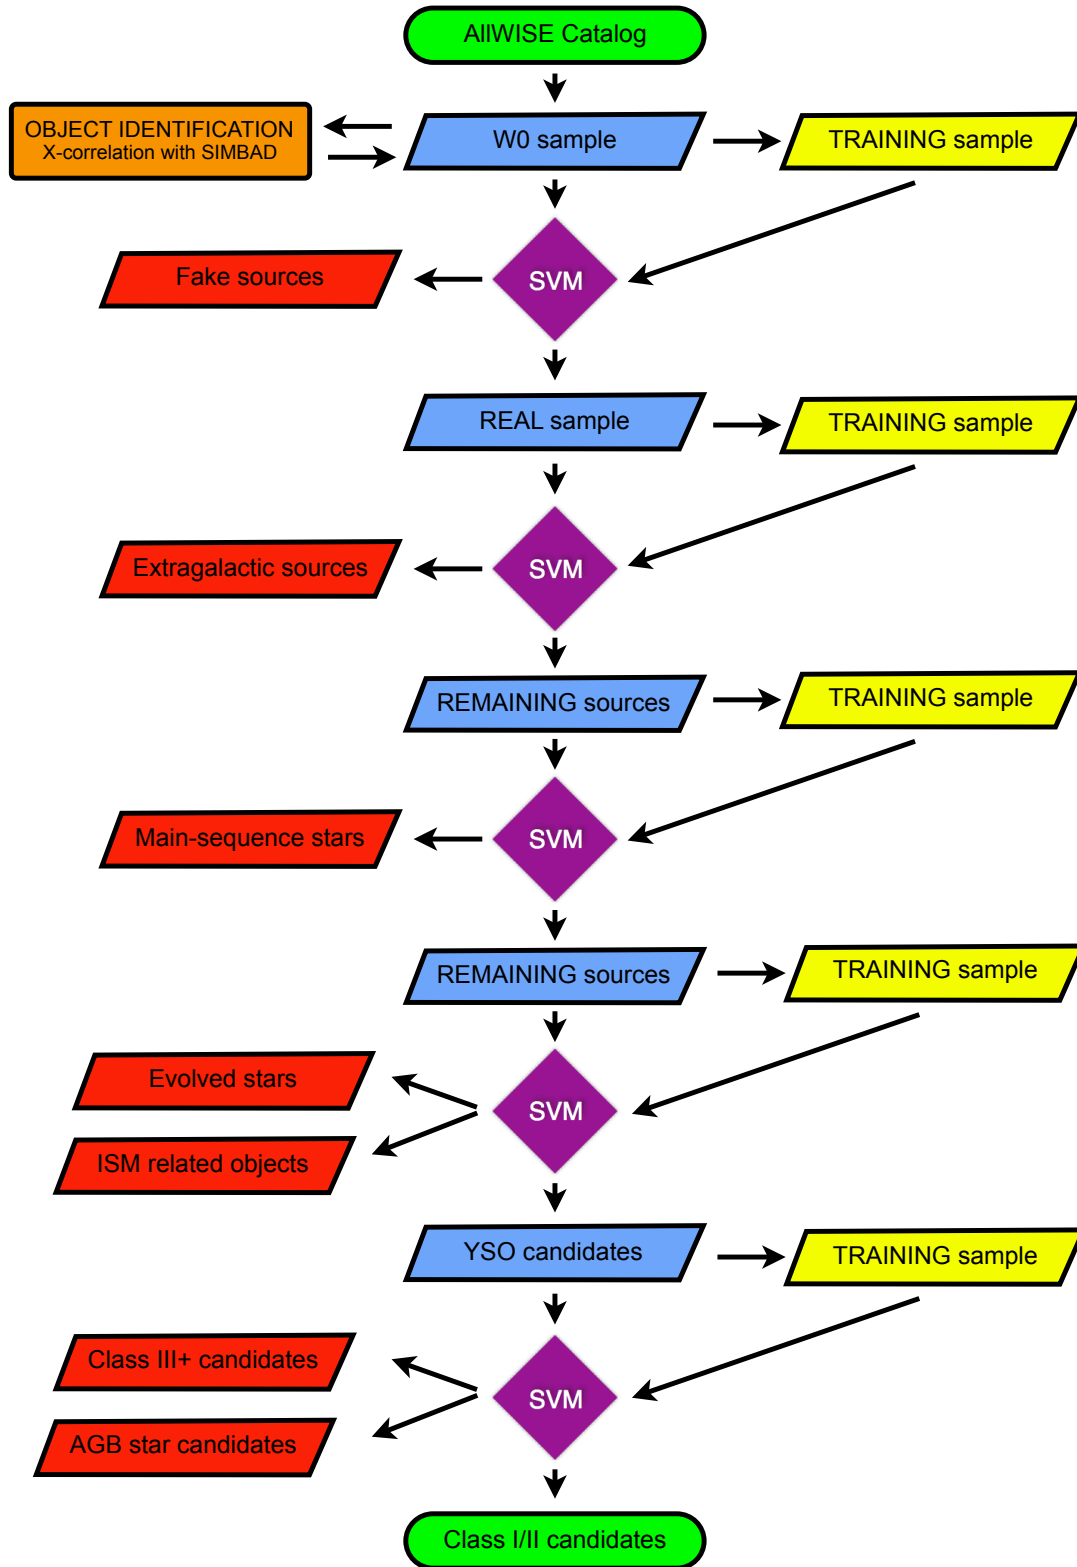 AllWISE Catalog
OBJECT IDENTIFICATION
X-correlation with SIMBAD
W0 sample
TRAINING sample
Fake sources
SVM
REAL sample
TRAINING sample
Extragalactic sources
SVM
REMAINING sources
TRAINING sample
Main-sequence stars
SVM
REMAINING sources
TRAINING sample
Evolved stars
SVM
ISM related objects
YSO candidates
TRAINING sample
Class III+ candidates
SVM
AGB star candidates
Class I/II candidates